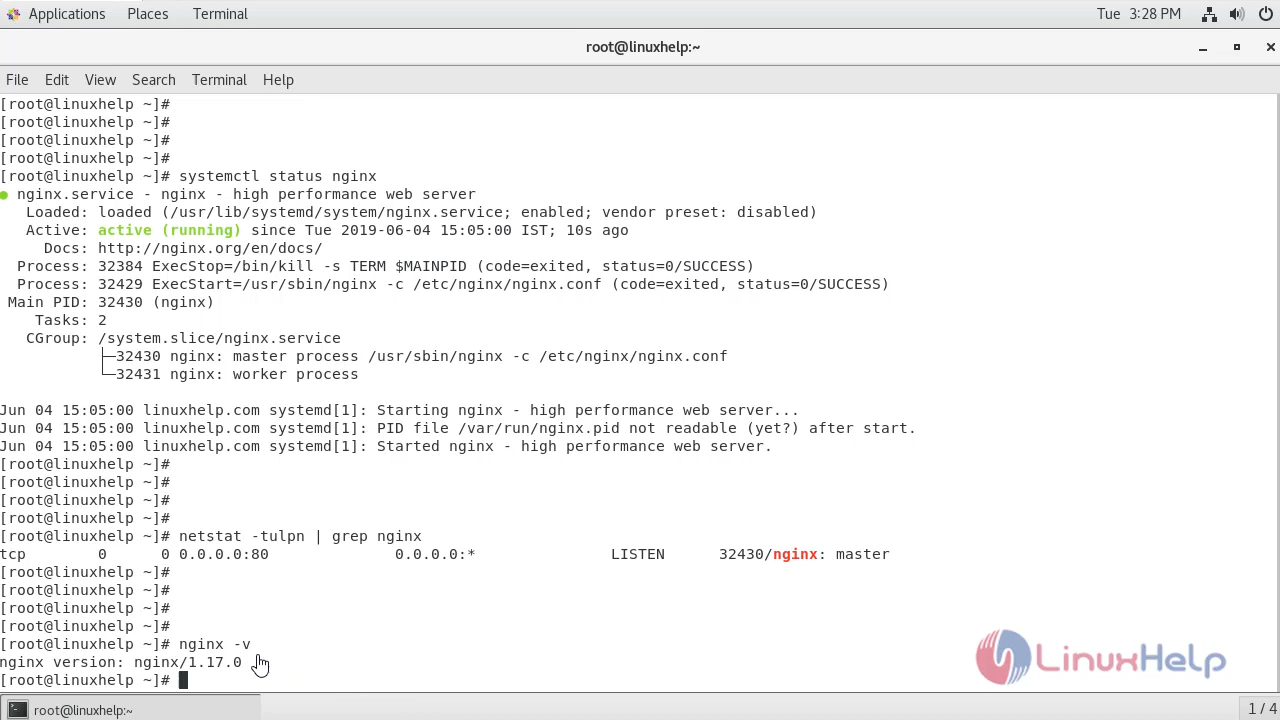 Applications Places Terminal Tue 3:28 PM
root@linuxhelp:~
File Edit View Search Terminal Help
[root@linuxhelp ~]#
[root@linuxhelp ~]#
[root@linuxhelp ~]#
[root@linuxhelp ~]#
[root@linuxhelp ~]# systemctl status nginx
● nginx.service - nginx - high performance web server
   Loaded: loaded (/usr/lib/systemd/system/nginx.service; enabled; vendor preset: disabled)
   Active: active (running) since Tue 2019-06-04 15:05:00 IST; 10s ago
     Docs: http://nginx.org/en/docs/
  Process: 32384 ExecStop=/bin/kill -s TERM $MAINPID (code=exited, status=0/SUCCESS)
  Process: 32429 ExecStart=/usr/sbin/nginx -c /etc/nginx/nginx.conf (code=exited, status=0/SUCCESS)
 Main PID: 32430 (nginx)
    Tasks: 2
   CGroup: /system.slice/nginx.service
           ├─32430 nginx: master process /usr/sbin/nginx -c /etc/nginx/nginx.conf
           └─32431 nginx: worker process
Jun 04 15:05:00 linuxhelp.com systemd[1]: Starting nginx - high performance web server...
Jun 04 15:05:00 linuxhelp.com systemd[1]: PID file /var/run/nginx.pid not readable (yet?) after start.
Jun 04 15:05:00 linuxhelp.com systemd[1]: Started nginx - high performance web server.
[root@linuxhelp ~]#
[root@linuxhelp ~]#
[root@linuxhelp ~]#
[root@linuxhelp ~]#
[root@linuxhelp ~]# netstat -tulpn | grep nginx
tcp        0      0 0.0.0.0:80              0.0.0.0:*               LISTEN      32430/nginx: master
[root@linuxhelp ~]#
[root@linuxhelp ~]#
[root@linuxhelp ~]#
[root@linuxhelp ~]#
[root@linuxhelp ~]# nginx -v
nginx version: nginx/1.17.0
[root@linuxhelp ~]#
LinuxHelp
root@linuxhelp:~ 1 / 4